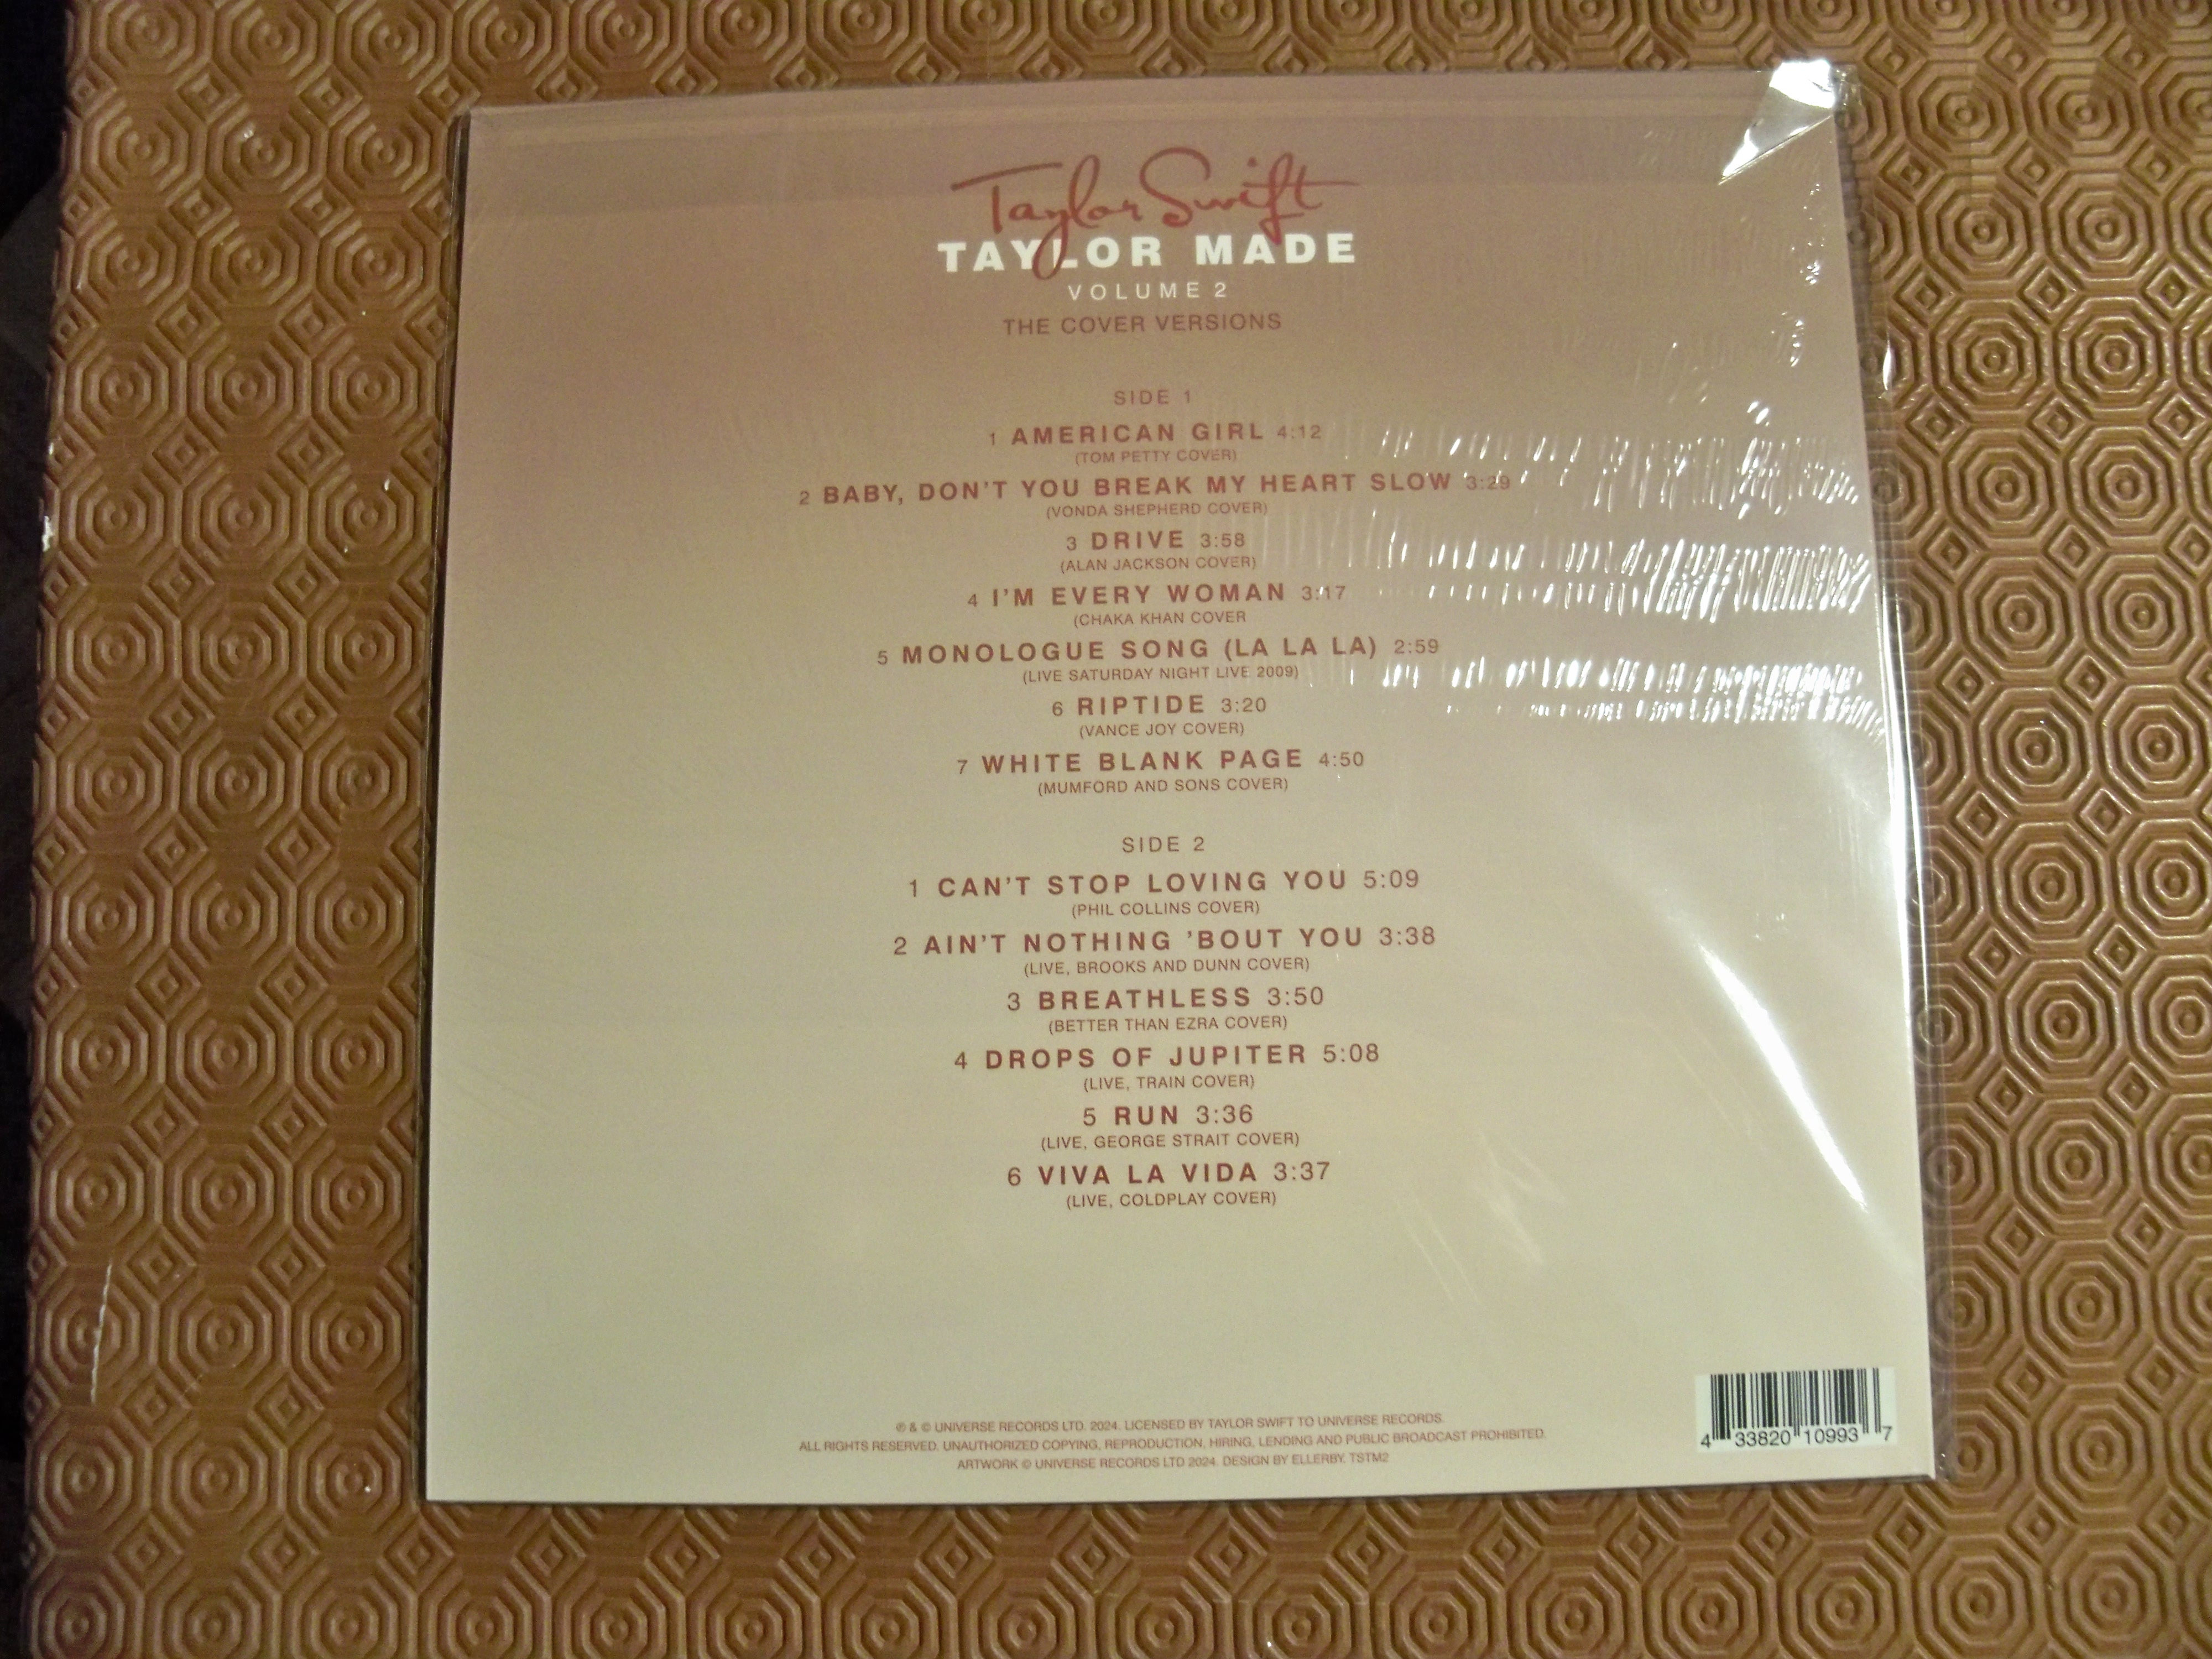 Taylor Swift
TAYLOR MADE
VOLUME 2
THE COVER VERSIONS
SIDE 1
1 AMERICAN GIRL 4:12
(TOM PETTY COVER)
2 BABY, DON'T YOU BREAK MY HEART SLOW 3:29
(VONDA SHEPHERD COVER)
3 DRIVE 3:58
(ALAN JACKSON COVER)
4 I'M EVERY WOMAN 3:17
(CHAKA KHAN COVER
5 MONOLOGUE SONG (LA LA LA) 2:59
(LIVE SATURDAY NIGHT LIVE 2009)
6 RIPTIDE 3:20
(VANCE JOY COVER)
7 WHITE BLANK PAGE 4:50
(MUMFORD AND SONS COVER)
SIDE 2
1 CAN'T STOP LOVING YOU 5:09
(PHIL COLLINS COVER)
2 AIN'T NOTHING 'BOUT YOU 3:38
(LIVE, BROOKS AND DUNN COVER)
3 BREATHLESS 3:50
(BETTER THAN EZRA COVER)
4 DROPS OF JUPITER 5:08
(LIVE, TRAIN COVER)
5 RUN 3:36
(LIVE, GEORGE STRAIT COVER)
6 VIVA LA VIDA 3:37
(LIVE, COLDPLAY COVER)
℗ & © UNIVERSE RECORDS LTD. 2024. LICENSED BY TAYLOR SWIFT TO UNIVERSE RECORDS.
ALL RIGHTS RESERVED. UNAUTHORIZED COPYING, REPRODUCTION, HIRING, LENDING AND PUBLIC BROADCAST PROHIBITED.
ARTWORK © UNIVERSE RECORDS LTD 2024. DESIGN BY ELLERBY. TSTM2
4 33820 10993 7